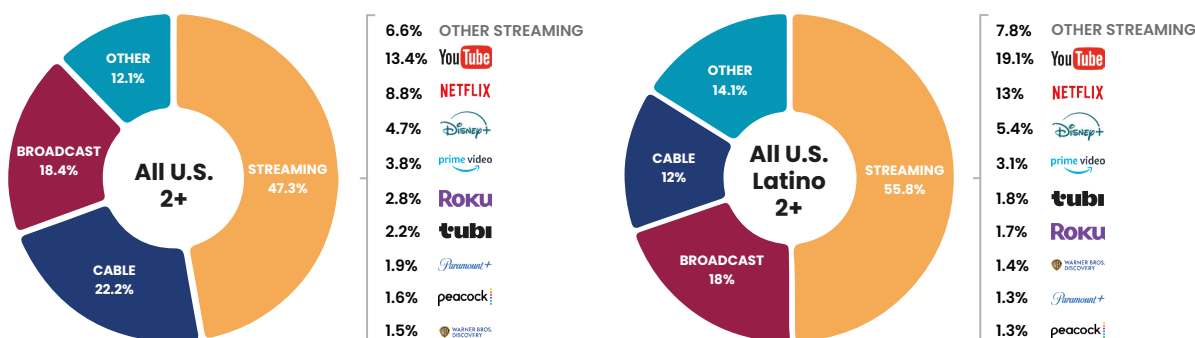 OTHER
12.1%
BROADCAST
18.4%
CABLE
22.2%
STREAMING
47.3%
All U.S.
2+
6.6% OTHER STREAMING
13.4% YouTube
8.8% NETFLIX
4.7% Disney+
3.8% prime video
2.8% ROKU
2.2% tubi
1.9% Paramount+
1.6% peacock
1.5% WARNER BROS. DISCOVERY
OTHER
14.1%
CABLE
12%
BROADCAST
18%
STREAMING
55.8%
All U.S.
Latino
2+
7.8% OTHER STREAMING
19.1% YouTube
13% NETFLIX
5.4% Disney+
3.1% prime video
1.8% tubi
1.7% ROKU
1.4% WARNER BROS. DISCOVERY
1.3% Paramount+
1.3% peacock